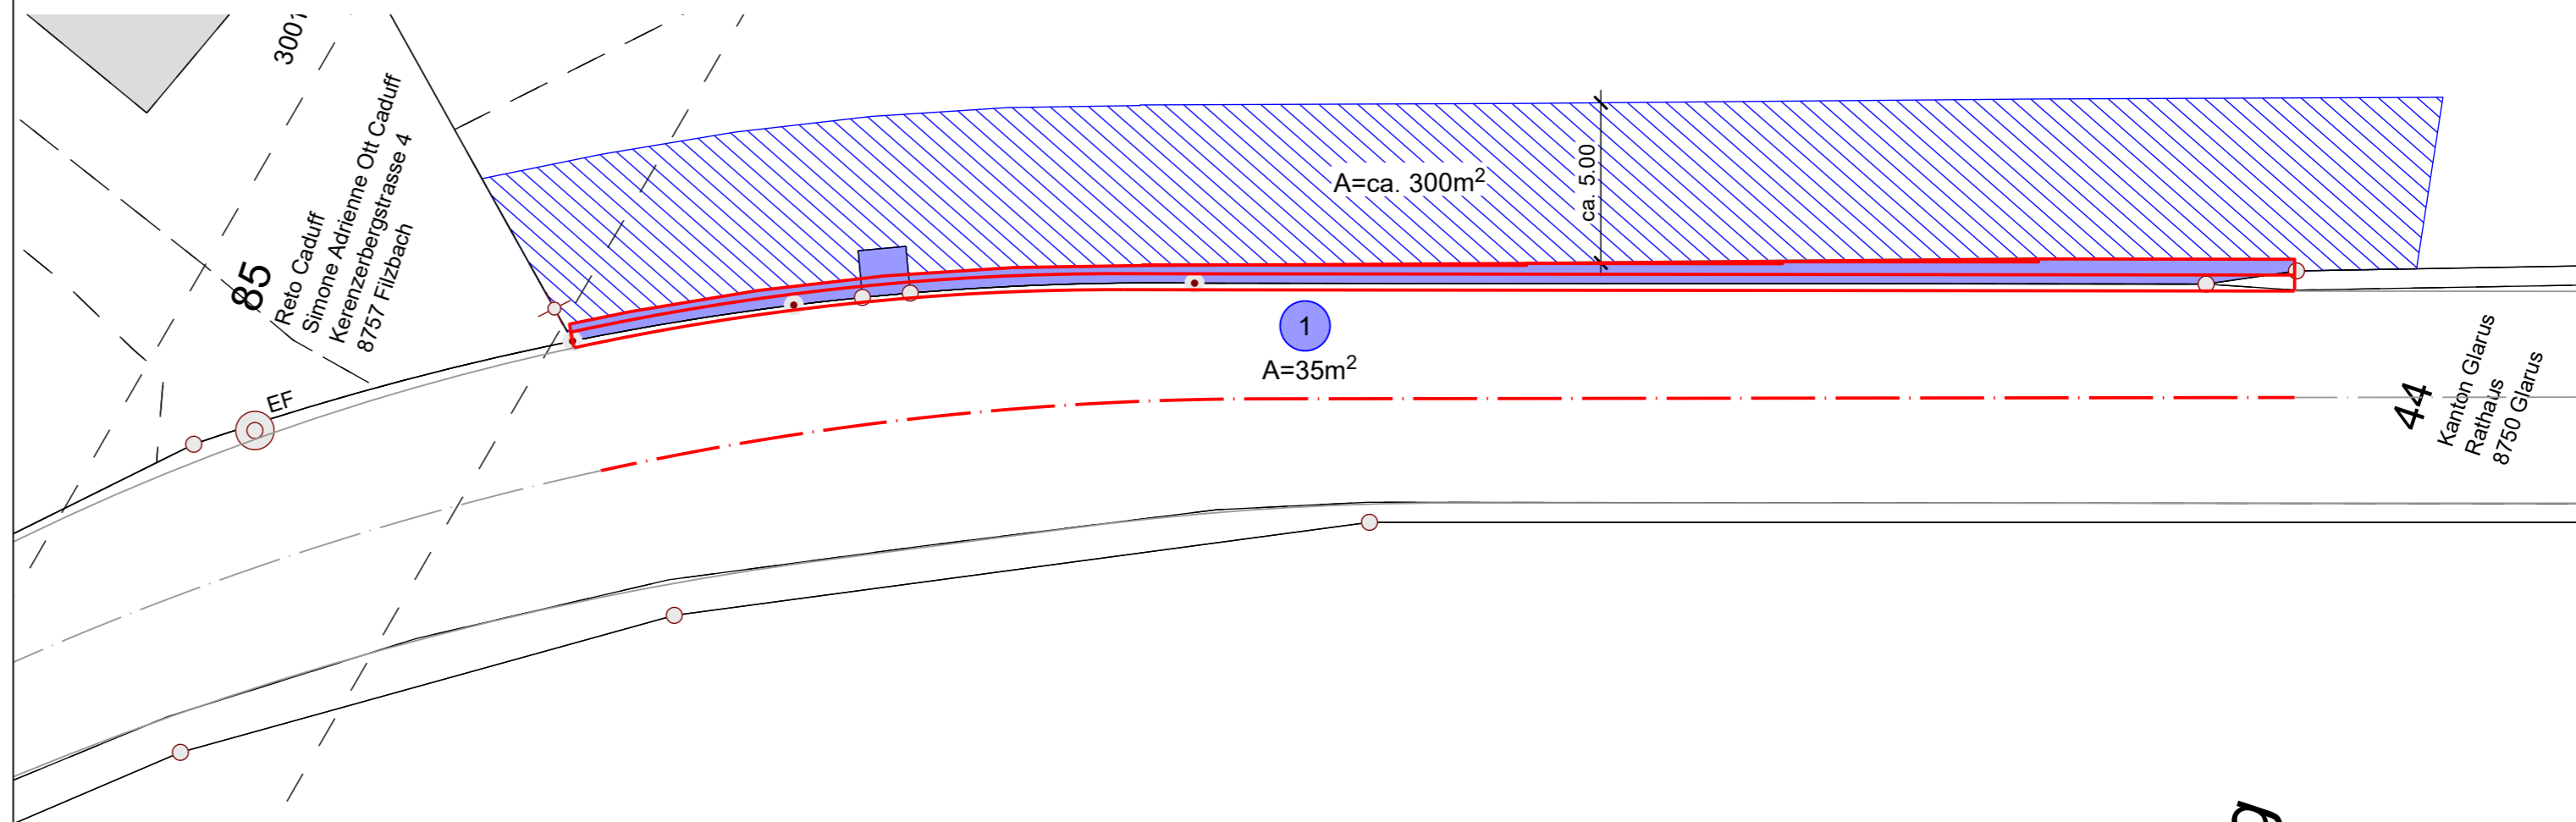 3001
85
Reto Caduff
Simone Adrienne Ott Caduff
Kerenzerbergstrasse 4
8757 Filzbach
EF
A=ca. 300m²
ca. 5.00
1
A=35m²
44
Kanton Glarus
Rathaus
8750 Glarus
g